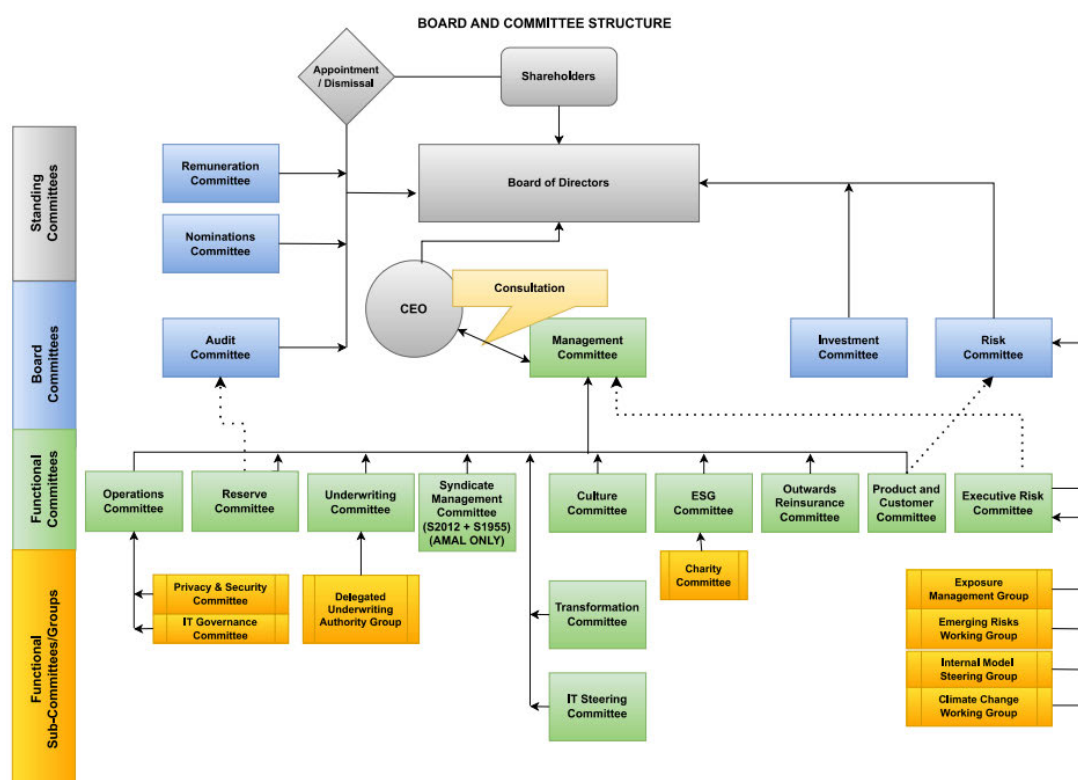 BOARD AND COMMITTEE STRUCTURE
Appointment
/ Dismissal
Shareholders
Standing
Committees
Remuneration
Committee
Board of Directors
Nominations
Committee
CEO
Consultation
Board
Committees
Audit
Committee
Management
Committee
Investment
Committee
Risk
Committee
Functional
Committees
Operations
Committee
Reserve
Committee
Underwriting
Committee
Syndicate
Management
Committee
(S2012 + S1955)
(AMAL ONLY)
Culture
Committee
ESG
Committee
Outwards
Reinsurance
Committee
Product and
Customer Committee
Executive Risk
Committee
Functional
Sub-Committees/Groups
Privacy & Security
Committee
IT Governance
Committee
Delegated
Underwriting
Authority Group
Charity
Committee
Transformation
Committee
IT Steering
Committee
Exposure
Management Group
Emerging Risks
Working Group
Internal Model
Steering Group
Climate Change
Working Group